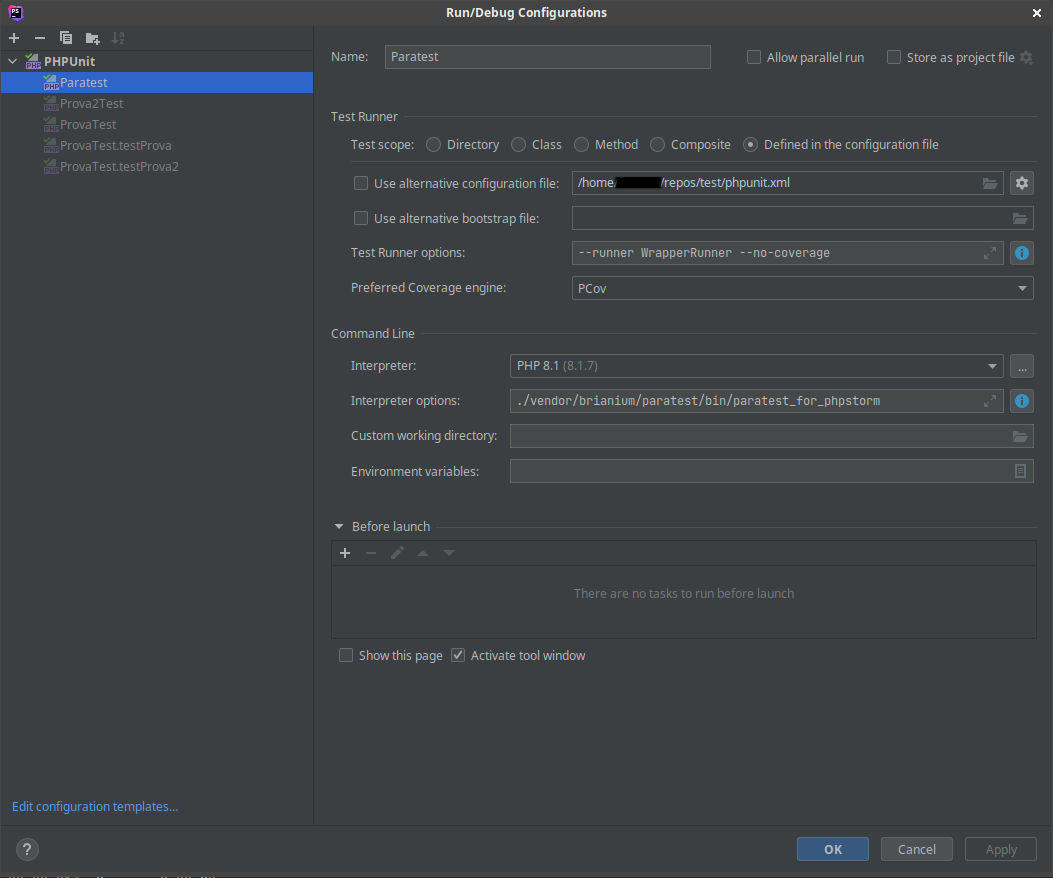 Run/Debug Configurations
PHPUnit
Paratest
Prova2Test
ProvaTest
ProvaTest.testProva
ProvaTest.testProva2
Edit configuration templates...
Name: Paratest
Allow parallel run
Store as project file
Test Runner
Test scope: Directory Class Method Composite Defined in the configuration file
Use alternative configuration file: /home /repos/test/phpunit.xml
Use alternative bootstrap file:
Test Runner options: --runner WrapperRunner --no-coverage
Preferred Coverage engine: PCov
Command Line
Interpreter: PHP 8.1 (8.1.7) ...
Interpreter options: ./vendor/brianium/paratest/bin/paratest_for_phpstorm
Custom working directory:
Environment variables:
Before launch
There are no tasks to run before launch
Show this page Activate tool window
? OK Cancel Apply